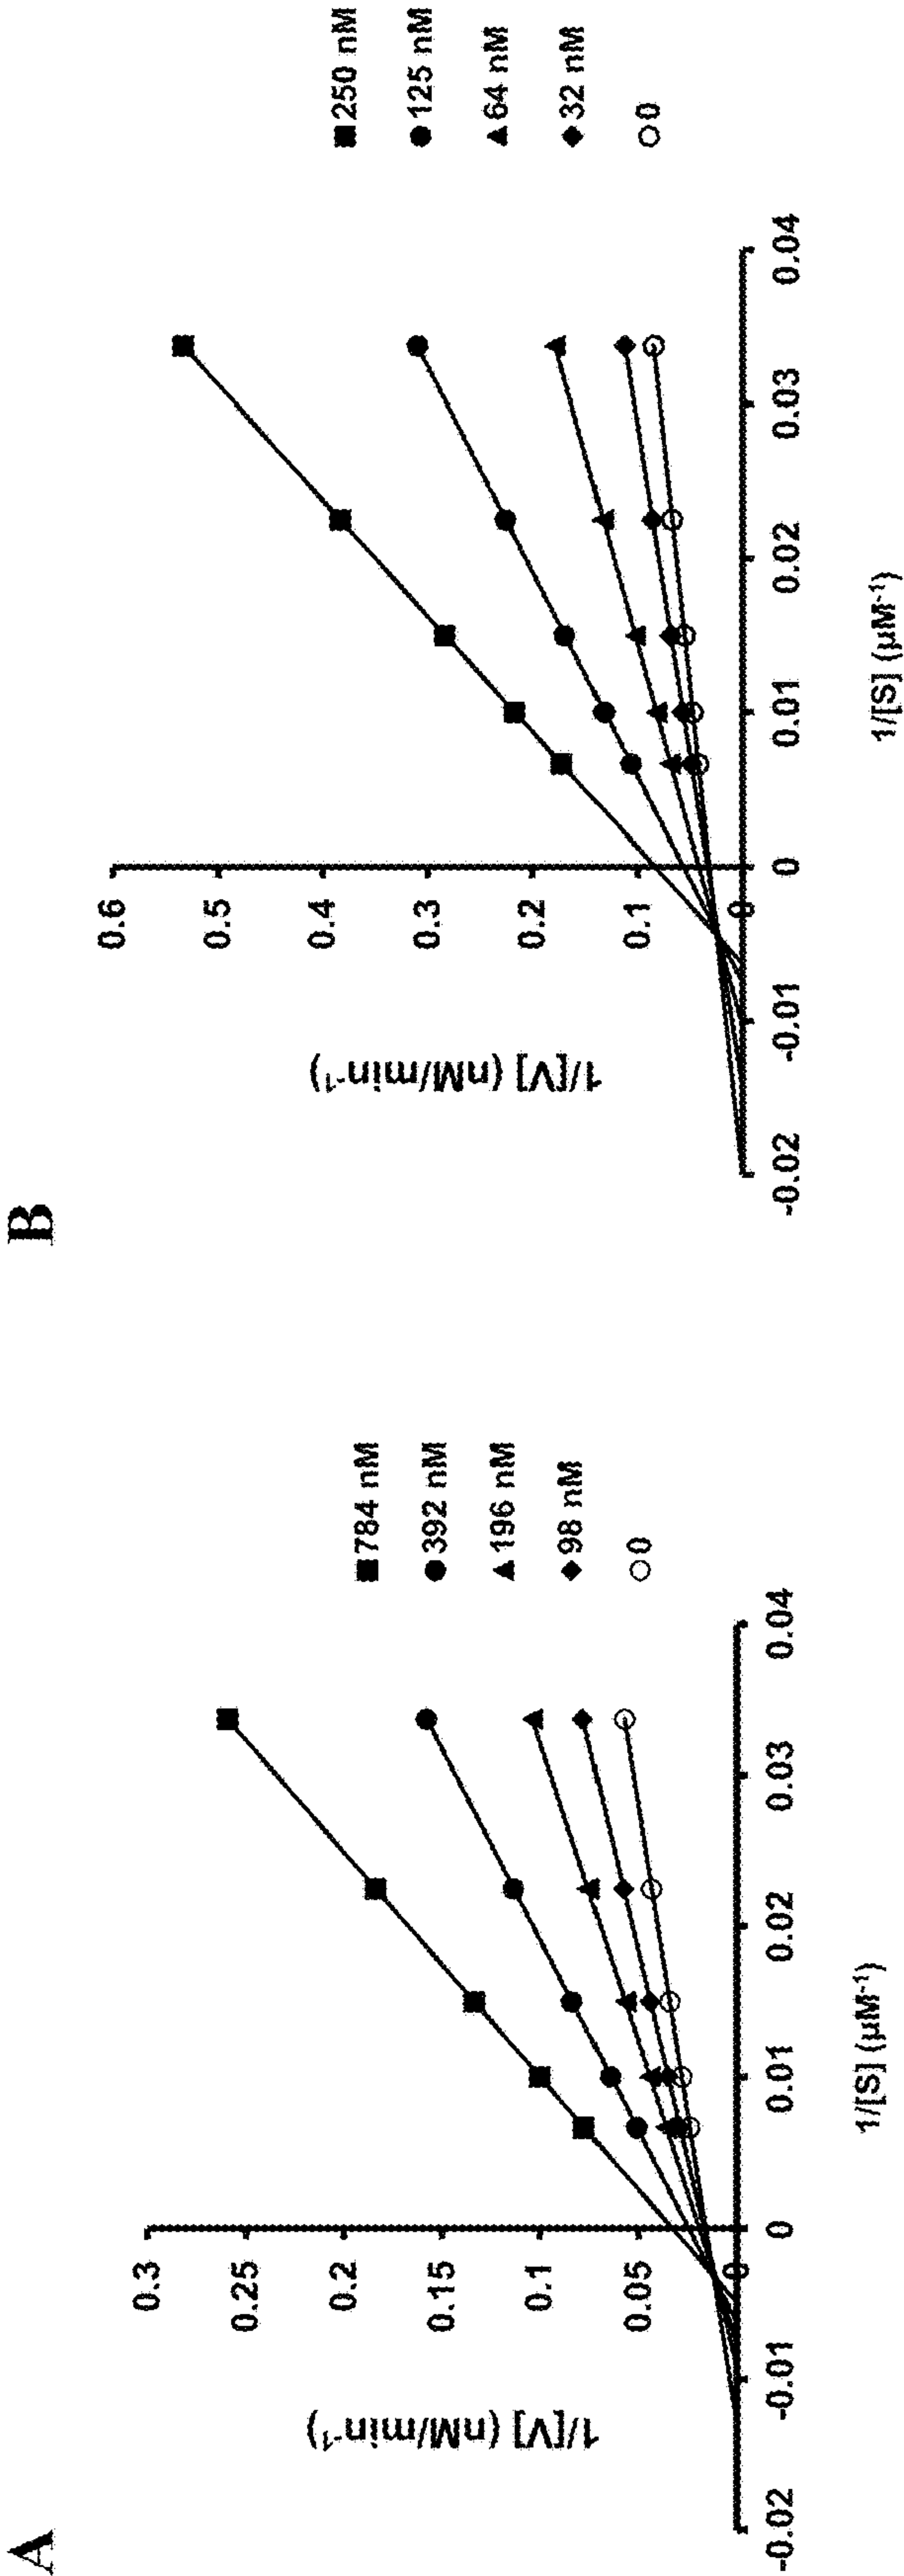 A
1/[V] (nM/min-1)
0.3
0.25
0.2
0.15
0.1
0.05
0
-0.02
-0.01
0
0.01
0.02
0.03
0.04
1/[S] (µM-1)
784 nM
392 nM
196 nM
98 nM
0
B
1/[V] (nM/min-1)
0.6
0.5
0.4
0.3
0.2
0.1
0
-0.02
-0.01
0
0.01
0.02
0.03
0.04
1/[S] (µM-1)
250 nM
125 nM
64 nM
32 nM
0